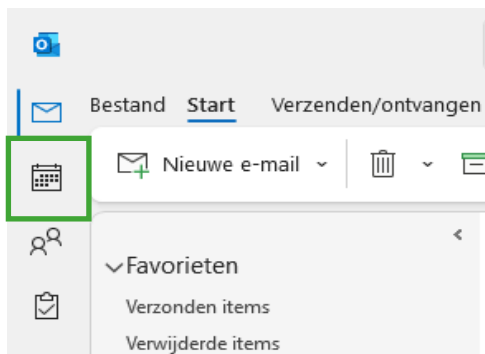 Bestand Start Verzenden/ontvangen
Nieuwe e-mail
Favorieten
Verzonden items
Verwijderde items